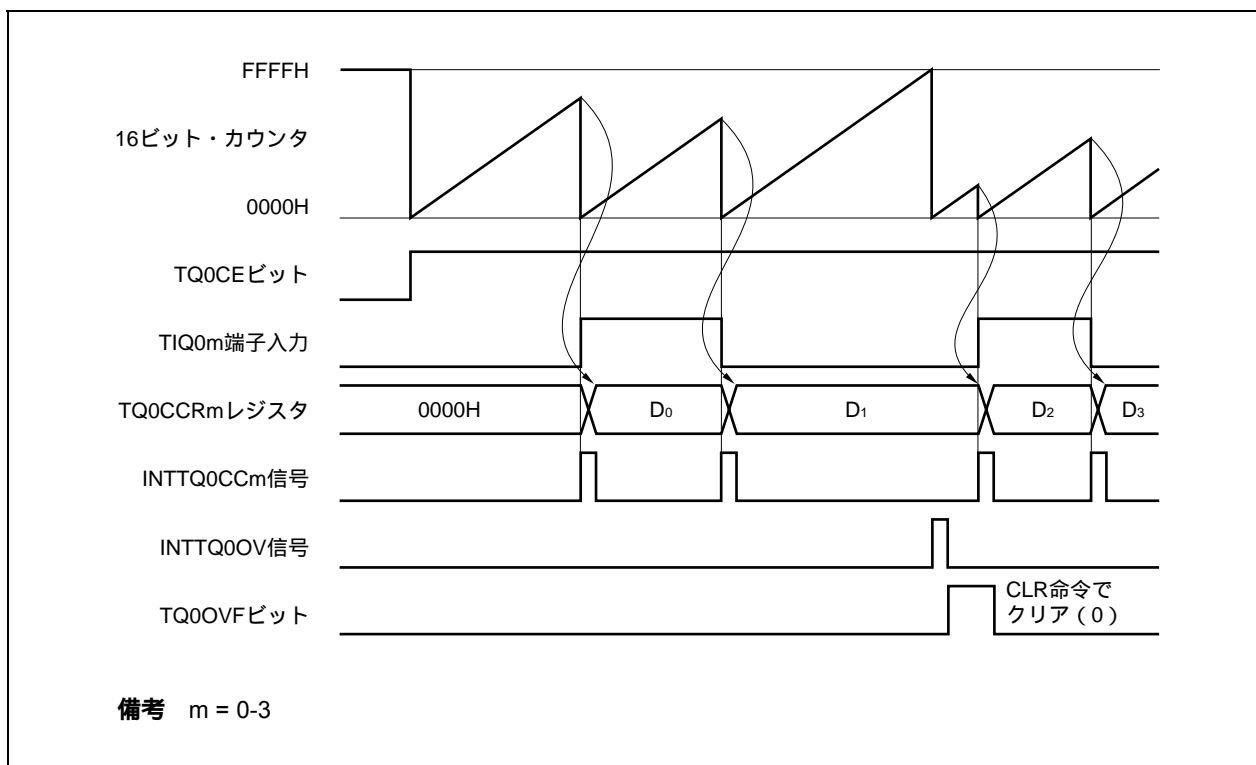 FFFFH
16ビット・カウンタ
0000H
TQ0CEビット
TIQ0m端子入力
TQ0CCRmレジスタ
0000H
D0
D1
D2
D3
INTTQ0CCm信号
INTTQ0OV信号
TQ0OVFビット
CLR命令で
クリア（0）
備考 m = 0-3